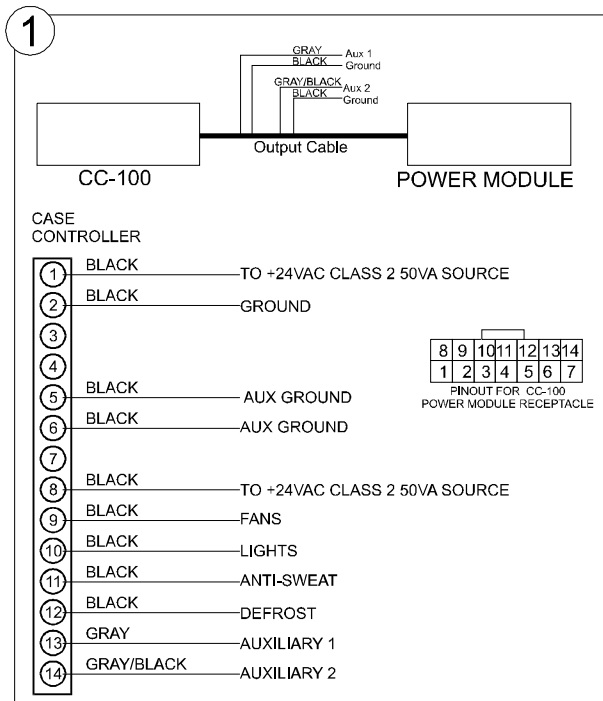 1
GRAY Aux 1
BLACK Ground
GRAY/BLACK Aux 2
BLACK Ground
Output Cable
CC-100
POWER MODULE
CASE
CONTROLLER
1 BLACK TO +24VAC CLASS 2 50VA SOURCE
2 BLACK GROUND
3
4
5 BLACK AUX GROUND
6 BLACK AUX GROUND
7
8 BLACK TO +24VAC CLASS 2 50VA SOURCE
9 BLACK FANS
10 BLACK LIGHTS
11 BLACK ANTI-SWEAT
12 BLACK DEFROST
13 GRAY AUXILIARY 1
14 GRAY/BLACK AUXILIARY 2
8 9 10 11 12 13 14
1 2 3 4 5 6 7
PINOUT FOR CC-100
POWER MODULE RECEPTACLE